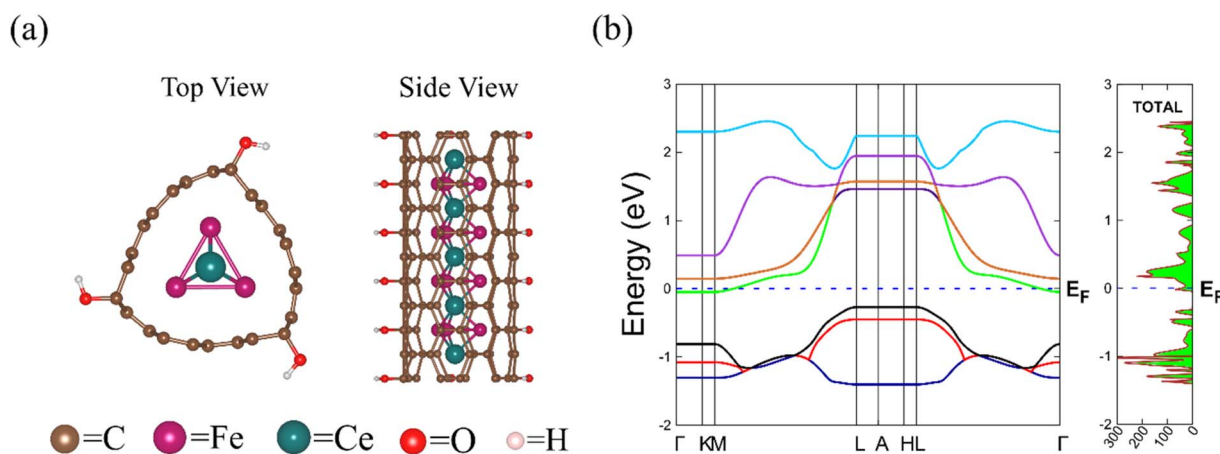 (a)
Top View
Side View
=C
=Fe
=Ce
=O
=H
(b)
Energy (eV)
3
2
1
0
-1
-2
Γ
K
M
L
A
H
L
Γ
E_F
TOTAL
3
2
1
0
-1
-2
E_F
300
200
100
0